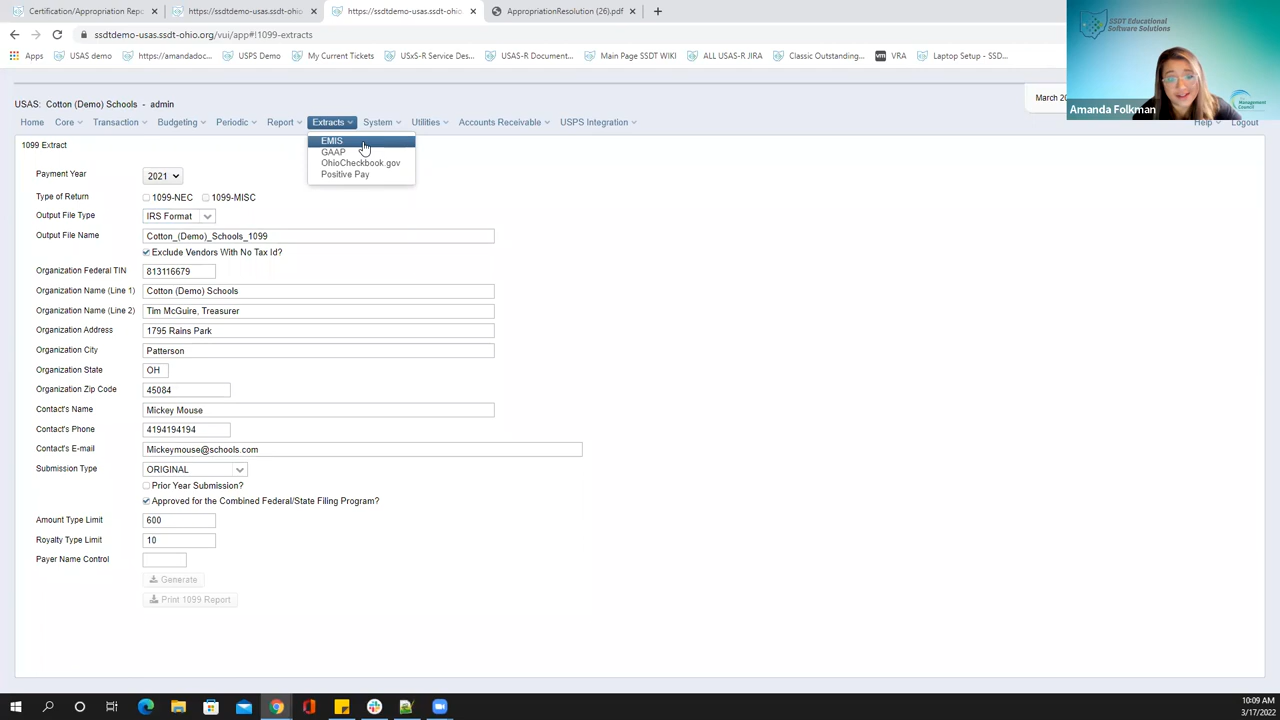 Certification/Appropriation Repo
https://ssdtdemo-usas.ssdt-ohio
https://ssdtdemo-usas.ssdt-ohio
AppropriationResolution (26).pdf
ssdtdemo-usas.ssdt-ohio.org/vui/app#!1099-extracts
Apps
USAS demo
https://amandadoc...
USPS Demo
My Current Tickets
USxS-R Service Des...
USAS-R Document...
Main Page SSDT WIKI
ALL USAS-R JIRA
Classic Outstanding...
vm
VRA
Laptop Setup - SSD...
SSDT Educational
Software Solutions
Management
Council
Amanda Folkman
USAS: Cotton (Demo) Schools - admin
March 20
Home
Core
Transaction
Budgeting
Periodic
Report
Extracts
System
Utilities
Accounts Receivable
USPS Integration
Help
Logout
EMIS
GAAP
OhioCheckbook.gov
Positive Pay
1099 Extract
Payment Year 2021
Type of Return 1099-NEC 1099-MISC
Output File Type IRS Format
Output File Name Cotton_(Demo)_Schools_1099
Exclude Vendors With No Tax Id?
Organization Federal TIN 813116679
Organization Name (Line 1) Cotton (Demo) Schools
Organization Name (Line 2) Tim McGuire, Treasurer
Organization Address 1795 Rains Park
Organization City Patterson
Organization State OH
Organization Zip Code 45084
Contact's Name Mickey Mouse
Contact's Phone 4194194194
Contact's E-mail Mickeymouse@schools.com
Submission Type ORIGINAL
Prior Year Submission?
Approved for the Combined Federal/State Filing Program?
Amount Type Limit 600
Royalty Type Limit 10
Payer Name Control
Generate
Print 1099 Report
10:09 AM
3/17/2022